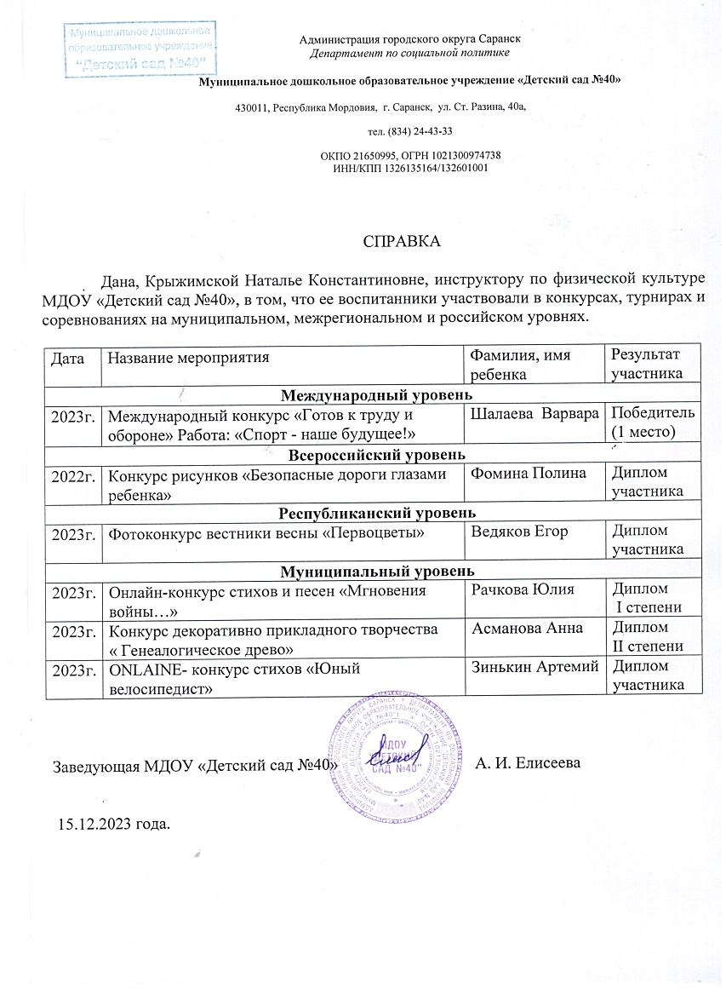 Муниципальное дошкольное
образовательное учреждение
"Детский сад №40"
Администрация городского округа Саранск
Департамент по социальной политике
Муниципальное дошкольное образовательное учреждение «Детский сад №40»
430011, Республика Мордовия, г. Саранск, ул. Ст. Разина, 40а,
тел. (834) 24-43-33
ОКПО 21650995, ОГРН 1021300974738
ИНН/КПП 1326135164/132601001
СПРАВКА
Дана, Крыжимской Наталье Константиновне, инструктору по физической культуре
МДОУ «Детский сад №40», в том, что ее воспитанники участвовали в конкурсах, турнирах и
соревнованиях на муниципальном, межрегиональном и российском уровнях.
Дата Название мероприятия Фамилия, имя Результат
ребенка участника
Международный уровень
2023г. Международный конкурс «Готов к труду и Шалаева Варвара Победитель
обороне» Работа: «Спорт - наше будущее!» (1 место)
Всероссийский уровень
2022г. Конкурс рисунков «Безопасные дороги глазами Фомина Полина Диплом
ребенка» участника
Республиканский уровень
2023г. Фотоконкурс вестники весны «Первоцветы» Ведяков Егор Диплом
участника
Муниципальный уровень
2023г. Онлайн-конкурс стихов и песен «Мгновения Рачкова Юлия Диплом
войны…» I степени
2023г. Конкурс декоративно прикладного творчества Асманова Анна Диплом
« Генеалогическое древо» II степени
2023г. ONLAINE- конкурс стихов «Юный Зинькин Артемий Диплом
велосипедист» участника
МДОУ
"ДЕТСКИЙ
САД №40"
Заведующая МДОУ «Детский сад №40» А. И. Елисеева
15.12.2023 года.